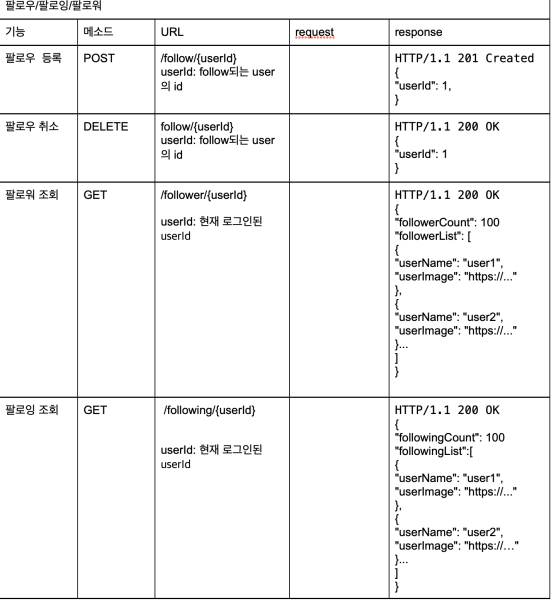 팔로우/팔로잉/팔로워
기능 메소드 URL request response
팔로우 등록 POST /follow/{userId} HTTP/1.1 201 Created
userId: follow되는 user {
의 id "userId": 1,
}
팔로우 취소 DELETE follow/{userId} HTTP/1.1 200 OK
userId: follow되는 user {
의 id "userId": 1
}
팔로워 조회 GET /follower/{userId} HTTP/1.1 200 OK
{
userId: 현재 로그인된 "followerCount": 100
userId "followerList": [
{
"userName": "user1",
"userImage": "https://..."
},
{
"userName": "user2",
"userImage": "https://..."
}...
]
}
팔로잉 조회 GET /following/{userId} HTTP/1.1 200 OK
{
"followingCount": 100
userId: 현재 로그인된 "followingList":[
userId {
"userName": "user1",
"userImage": "https://..."
},
{
"userName": "user2",
"userImage": "https://…"
}...
]
}